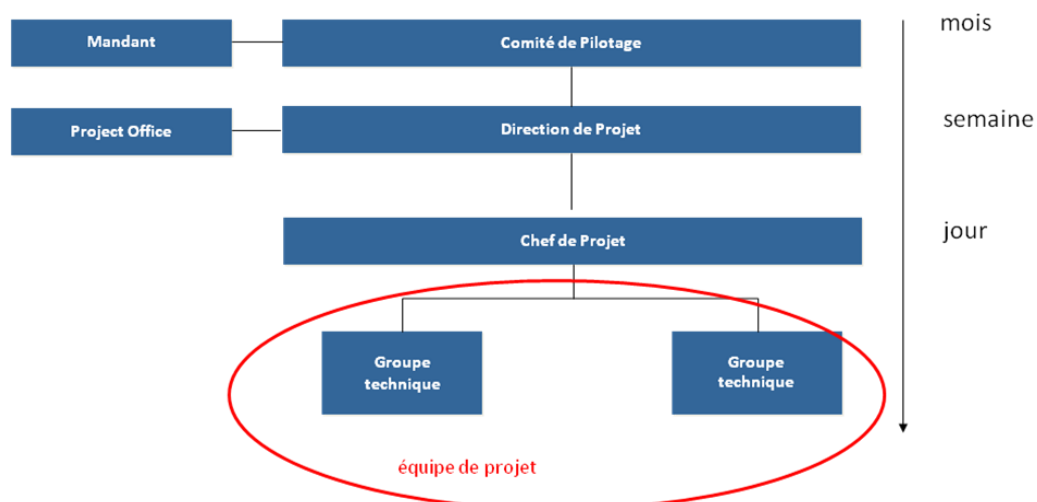 Mandant
Comité de Pilotage
mois
Project Office
Direction de Projet
semaine
Chef de Projet
jour
Groupe
technique
Groupe
technique
équipe de projet